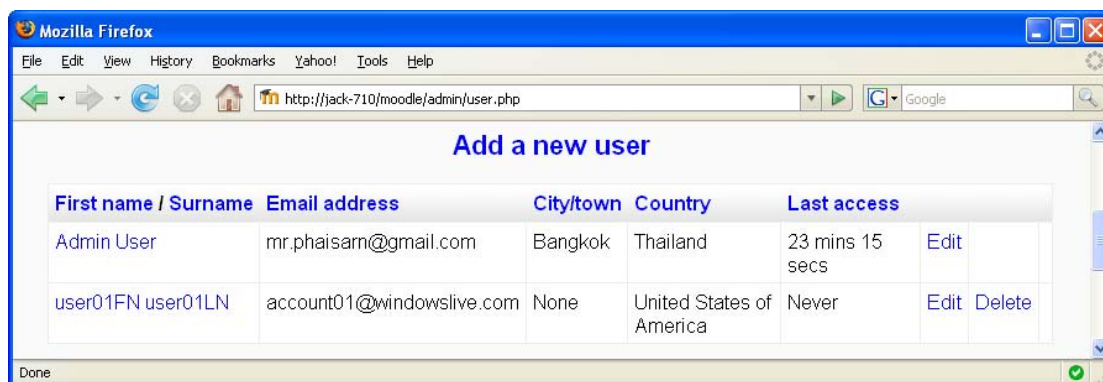 Mozilla Firefox
File Edit View History Bookmarks Yahoo! Tools Help
http://jack-710/moodle/admin/user.php G Google
Add a new user
First name / Surname Email address City/town Country Last access
Admin User mr.phaisarn@gmail.com Bangkok Thailand 23 mins 15 Edit
secs
user01FN user01LN account01@windowslive.com None United States of Never Edit Delete
America
Done